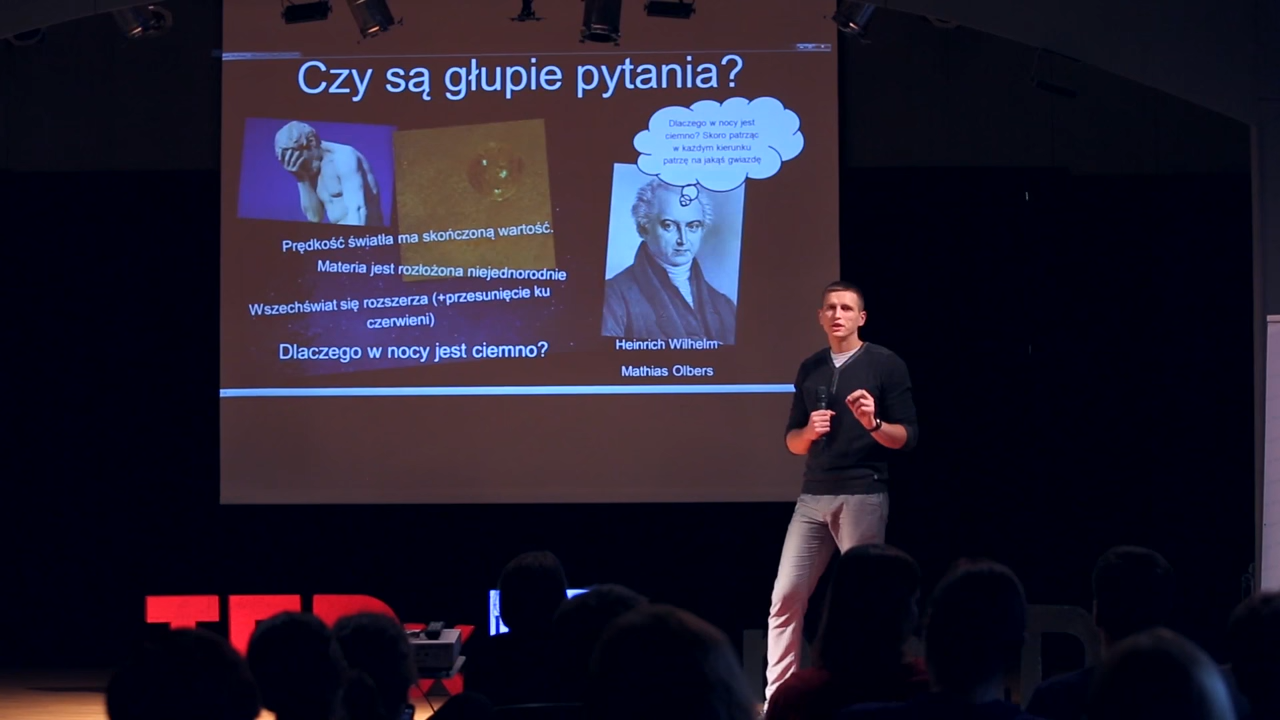 Czy są głupie pytania?
Dlaczego w nocy jest
ciemno? Skoro patrząc
w każdym kierunku
patrzę na jakąś gwiazdę
Prędkość światła ma skończoną wartość.
Materia jest rozłożona niejednorodnie
Wszechświat się rozszerza (+przesunięcie ku
czerwieni)
Dlaczego w nocy jest ciemno?
Heinrich Wilhelm
Mathias Olbers
TEDx